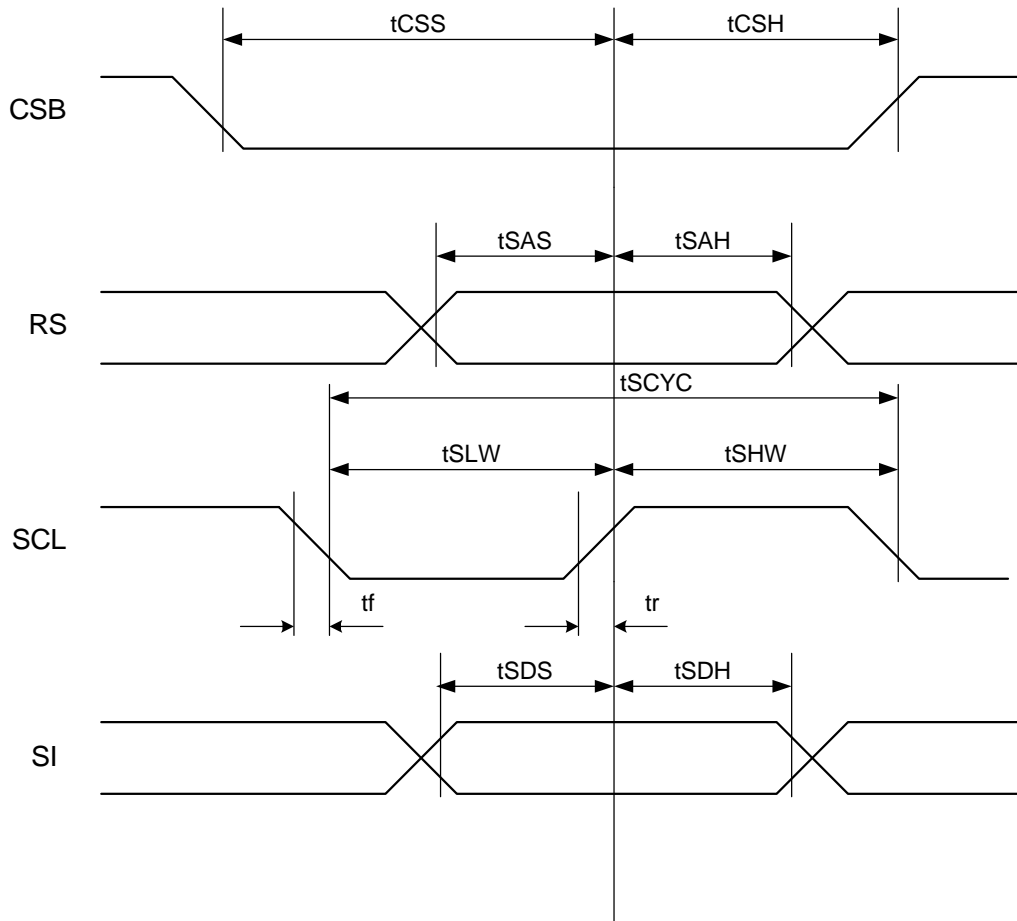 tCSS tCSH
CSB
tSAS tSAH
RS
tSCYC
tSLW tSHW
SCL
tf tr
tSDS tSDH
SI